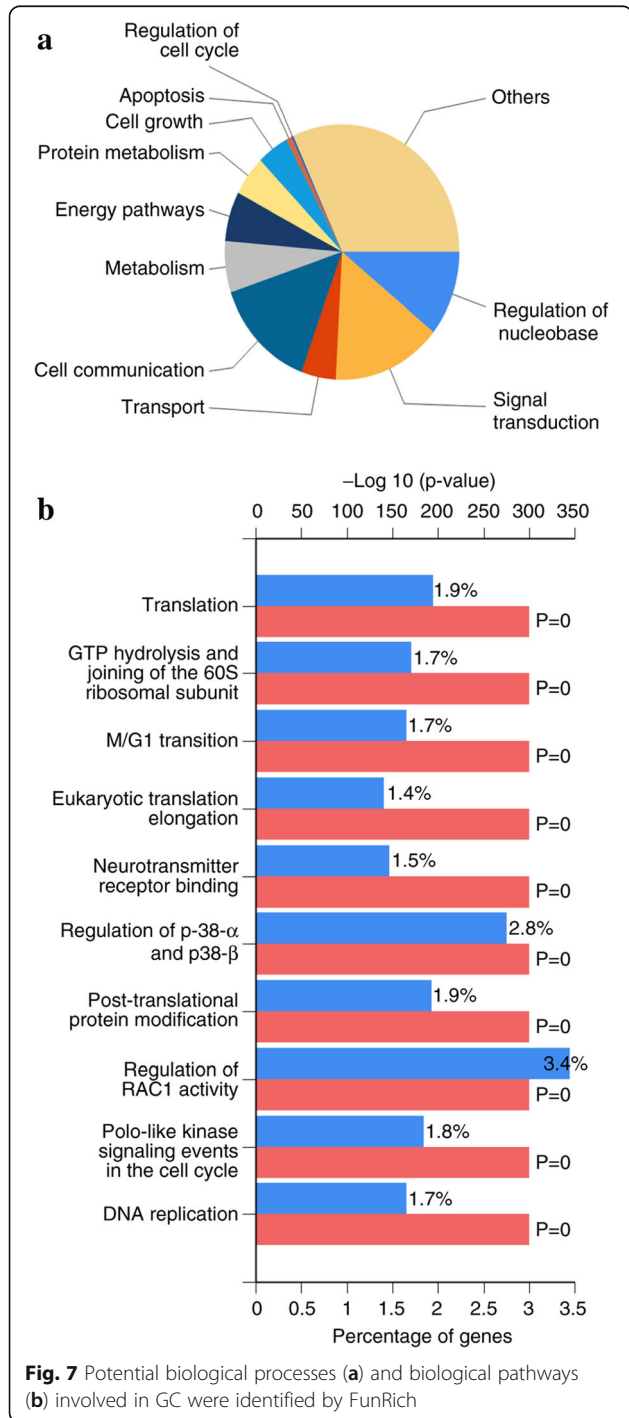 a
Regulation of
cell cycle
Apoptosis
Cell growth
Protein metabolism
Energy pathways
Metabolism
Cell communication
Transport
Others
Regulation of
nucleobase
Signal
transduction
b
–Log 10 (p-value)
0 50 100 150 200 250 300 350
Translation
1.9%
P=0
GTP hydrolysis and
joining of the 60S
ribosomal subunit
1.7%
P=0
M/G1 transition
1.7%
P=0
Eukaryotic translation
elongation
1.4%
P=0
Neurotransmitter
receptor binding
1.5%
P=0
Regulation of p-38-α
and p38-β
2.8%
P=0
Post-translational
protein modification
1.9%
P=0
Regulation of
RAC1 activity
3.4%
P=0
Polo-like kinase
signaling events
in the cell cycle
1.8%
P=0
DNA replication
1.7%
P=0
0 0.5 1 1.5 2 2.5 3 3.5
Percentage of genes
Fig. 7 Potential biological processes (a) and biological pathways
(b) involved in GC were identified by FunRich